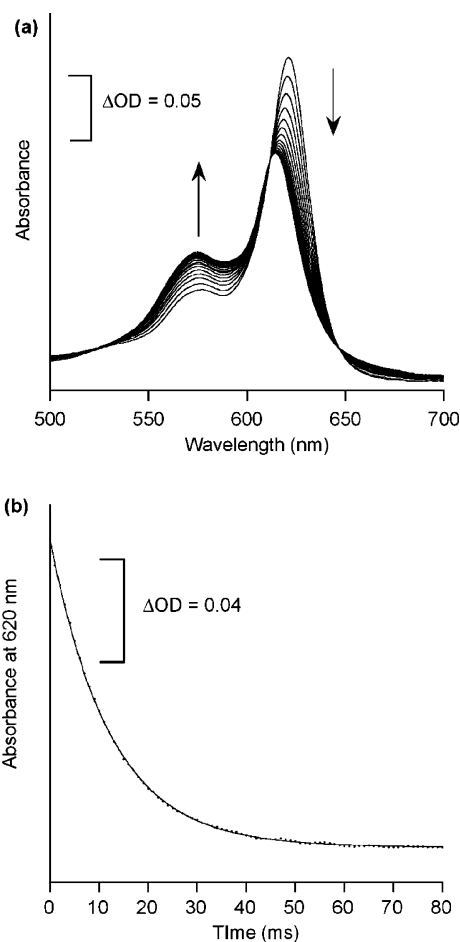 (a)
ΔOD = 0.05
Absorbance
500 550 600 650 700
Wavelength (nm)
(b)
ΔOD = 0.04
Absorbance at 620 nm
0 10 20 30 40 50 60 70 80
TIme (ms)